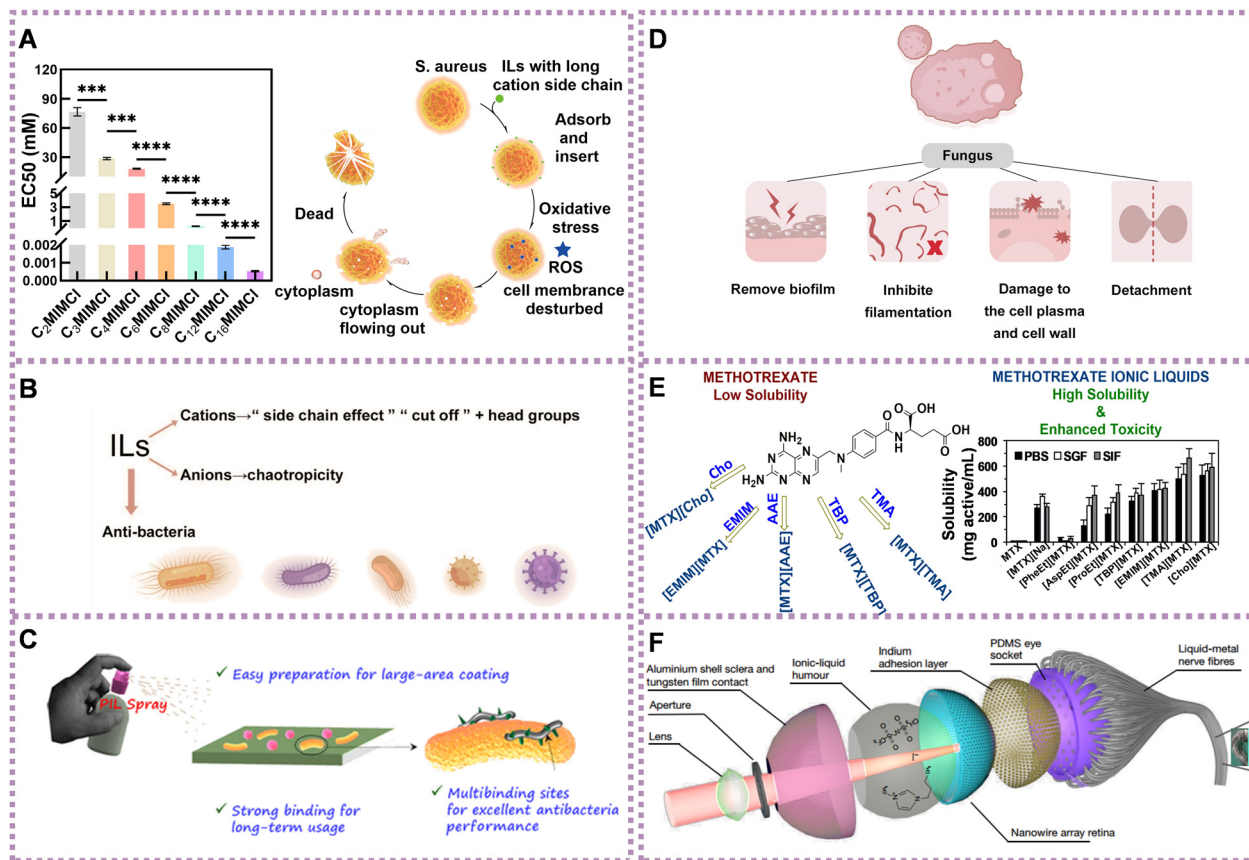 A
120
90
60
30
5
3
1
0.002
0.001
0.000
EC50 (mM)
***
***
****
****
****
****
C2MIMCl
C3MIMCl
C4MIMCl
C6MIMCl
C8MIMCl
C12MIMCl
C16MIMCl
S. aureus
ILs with long
cation side chain
Adsorb
and
insert
Oxidative
stress
ROS
cell membrane
desturbed
cytoplasm
flowing out
cytoplasm
Dead
B
ILs
Cations→“ side chain effect ” “ cut off ” + head groups
Anions→chaotropicity
Anti-bacteria
C
PIL Spray
✓ Easy preparation for large-area coating
✓ Strong binding for
long-term usage
✓ Multibinding sites
for excellent antibacteria
performance
D
Fungus
Remove biofilm
Inhibite
filamentation
Damage to
the cell plasma
and cell wall
Detachment
E
METHOTREXATE
Low Solubility
NH2
H2N
N
N
N
N
N
O
N
H
O
OH
OH
O
Cho
EMIM
AAE
TBP
TMA
[MTX][Cho]
[EMIM][MTX]
[MTX][AAE]
[MTX][TBP]
[MTX][TMA]
METHOTREXATE IONIC LIQUIDS
High Solubility
&
Enhanced Toxicity
Solubility
(mg active/mL)
800
600
400
200
0
PBS SGF SIF
MTX
[MTX][Na]
[PheEt][MTX]
[AspEt][MTX]
[ProEt][MTX]
[TBP][MTX]
[EMIM][MTX]
[TMA][MTX]
[Cho][MTX]
F
Aluminium shell sclera and
tungsten film contact
Aperture
Lens
Ionic-liquid
humour
Indium
adhesion layer
PDMS eye
socket
Liquid-metal
nerve fibres
I–
Nanowire array retina